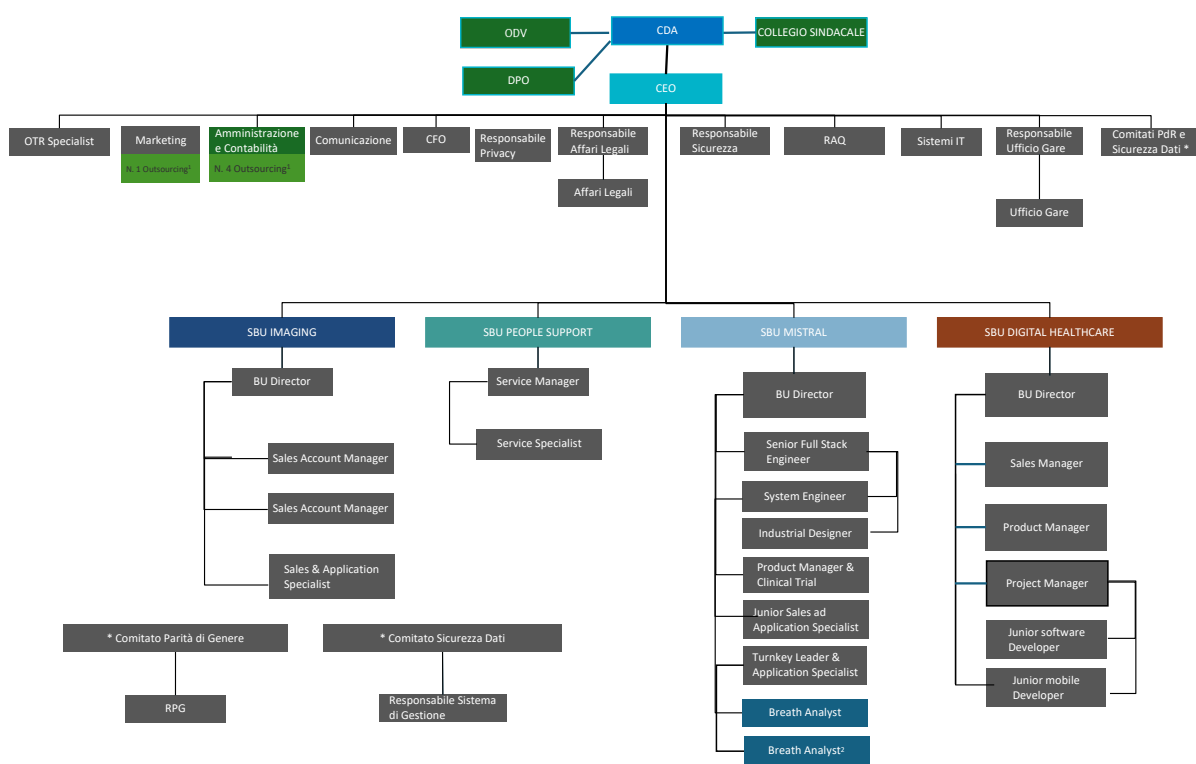 ODV
CDA
COLLEGIO SINDACALE
DPO
CEO
OTR Specialist
Marketing
N. 1 Outsourcing¹
Amministrazione
e Contabilità
N. 4 Outsourcing¹
Comunicazione
CFO
Responsabile
Privacy
Responsabile
Affari Legali
Affari Legali
Responsabile
Sicurezza
RAQ
Sistemi IT
Responsabile
Ufficio Gare
Ufficio Gare
Comitati PdR e
Sicurezza Dati *
SBU IMAGING
BU Director
Sales Account Manager
Sales Account Manager
Sales & Application
Specialist
SBU PEOPLE SUPPORT
Service Manager
Service Specialist
SBU MISTRAL
BU Director
Senior Full Stack
Engineer
System Engineer
Industrial Designer
Product Manager &
Clinical Trial
Junior Sales ad
Application Specialist
Turnkey Leader &
Application Specialist
Breath Analyst
Breath Analyst²
SBU DIGITAL HEALTHCARE
BU Director
Sales Manager
Product Manager
Project Manager
Junior software
Developer
Junior mobile
Developer
* Comitato Parità di Genere
RPG
* Comitato Sicurezza Dati
Responsabile Sistema
di Gestione